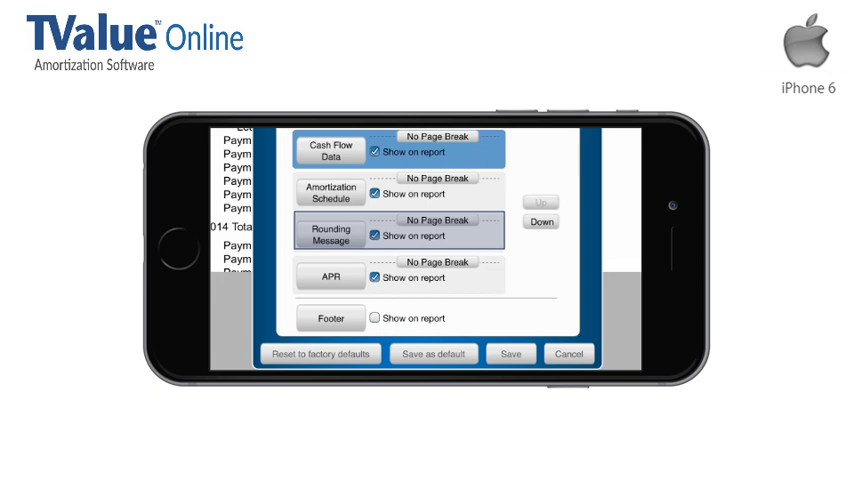 TValue™ Online
Amortization Software
iPhone 6
Paym
Paym
Paym
Paym
Paym
Paym
014 Tota
Paym
Paym
Paym
No Page Break
Cash Flow
Data
Show on report
No Page Break
Amortization
Schedule
Show on report
No Page Break
Rounding
Message
Show on report
No Page Break
APR
Show on report
Footer
Show on report
Up
Down
Reset to factory defaults
Save as default
Save
Cancel